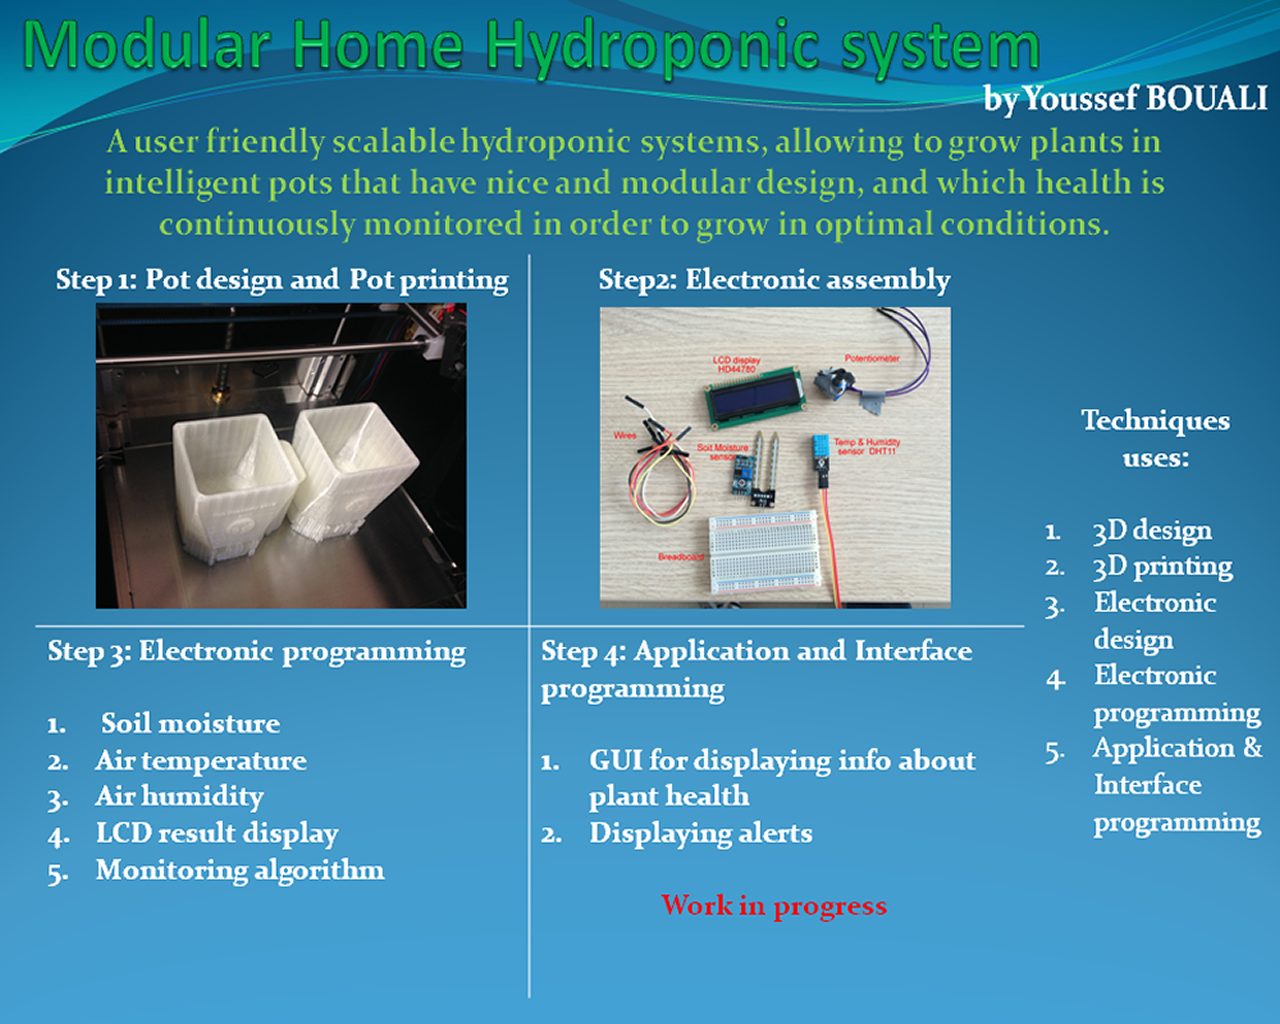 Modular Home Hydroponic system
by Youssef BOUALI
A user friendly scalable hydroponic systems, allowing to grow plants in
intelligent pots that have nice and modular design, and which health is
continuously monitored in order to grow in optimal conditions.
Step 1: Pot design and Pot printing
Step2: Electronic assembly
LCD display
HD44780
Potentiometer
Wires
Soit Moisture
sensor
Temp & Humidity
sensor DHT11
Breadboard
Step 3: Electronic programming
1. Soil moisture
2. Air temperature
3. Air humidity
4. LCD result display
5. Monitoring algorithm
Step 4: Application and Interface
programming
1. GUI for displaying info about
plant health
2. Displaying alerts
Work in progress
Techniques
uses:
1. 3D design
2. 3D printing
3. Electronic
design
4. Electronic
programming
5. Application &
Interface
programming